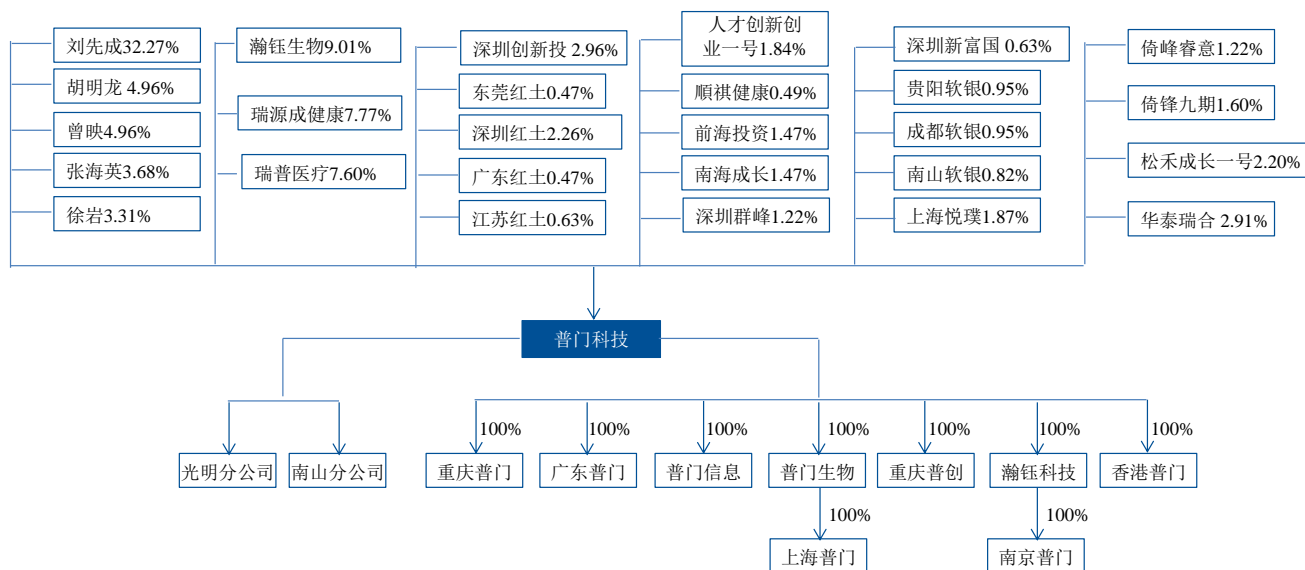 刘先成32.27%
胡明龙 4.96%
曾映4.96%
张海英3.68%
徐岩3.31%
瀚钰生物9.01%
瑞源成健康7.77%
瑞普医疗7.60%
深圳创新投 2.96%
东莞红土0.47%
深圳红土2.26%
广东红土0.47%
江苏红土0.63%
人才创新创
业一号1.84%
顺祺健康0.49%
前海投资1.47%
南海成长1.47%
深圳群峰1.22%
深圳新富国 0.63%
贵阳软银0.95%
成都软银0.95%
南山软银0.82%
上海悦璞1.87%
倚峰睿意1.22%
倚锋九期1.60%
松禾成长一号2.20%
华泰瑞合 2.91%
普门科技
光明分公司
南山分公司
100%
100%
100%
100%
100%
100%
100%
重庆普门
广东普门
普门信息
普门生物
重庆普创
瀚钰科技
香港普门
100%
100%
上海普门
南京普门